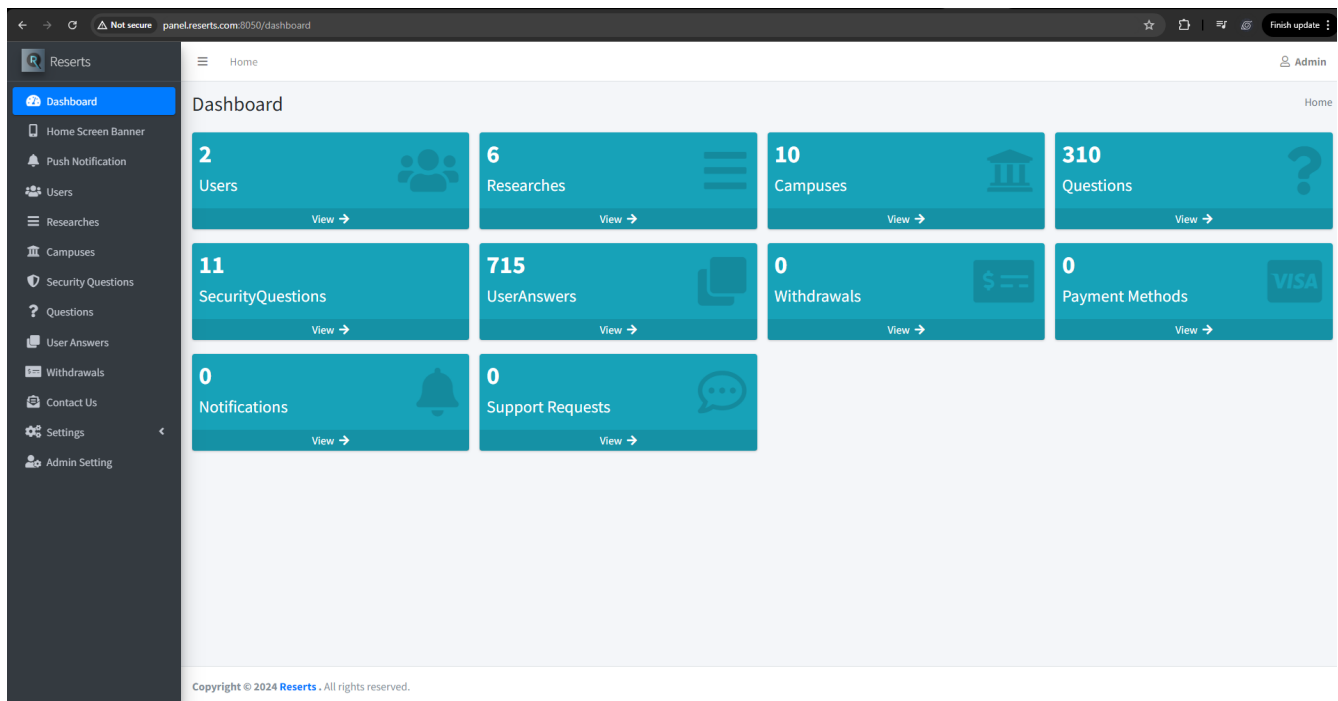 Not secure panel.reserts.com:8050/dashboard Finish update
R Reserts
Home Admin
Dashboard
Home Screen Banner
Push Notification
Users
Researches
Campuses
Security Questions
Questions
User Answers
Withdrawals
Contact Us
Settings
Admin Setting
Dashboard Home
2
Users
View
6
Researches
View
10
Campuses
View
310
Questions
View
11
SecurityQuestions
View
715
UserAnswers
View
0
Withdrawals
View
0
Payment Methods
VISA
View
0
Notifications
View
0
Support Requests
View
Copyright © 2024 Reserts . All rights reserved.